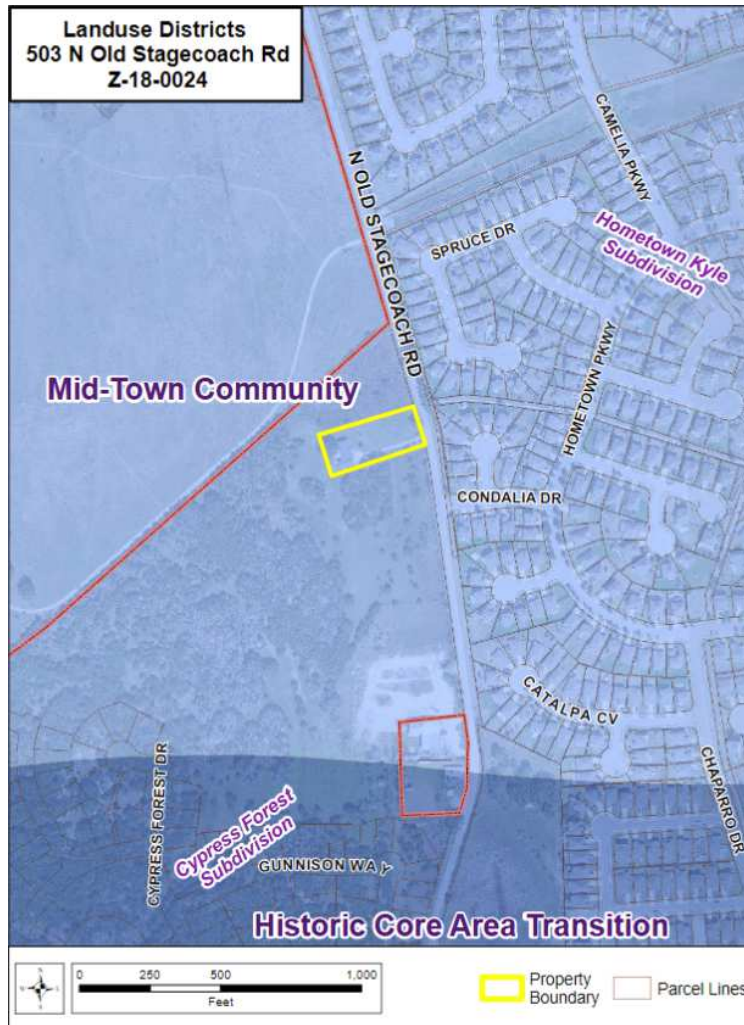 Landuse Districts
503 N Old Stagecoach Rd
Z-18-0024
CAMELIA PKWY
N OLD STAGECOACH RD
SPRUCE DR
Hometown Kyle
Subdivision
HOMETOWN PKWY
Mid-Town Community
CONDALIA DR
CATALPA CV
CHAPARRO DR
CYPRESS FOREST DR
Cypress Forest
Subdivision
GUNNISON WAY
Historic Core Area Transition
N
W
E
S
0 250 500 1,000
Feet
Property
Boundary
Parcel Lines